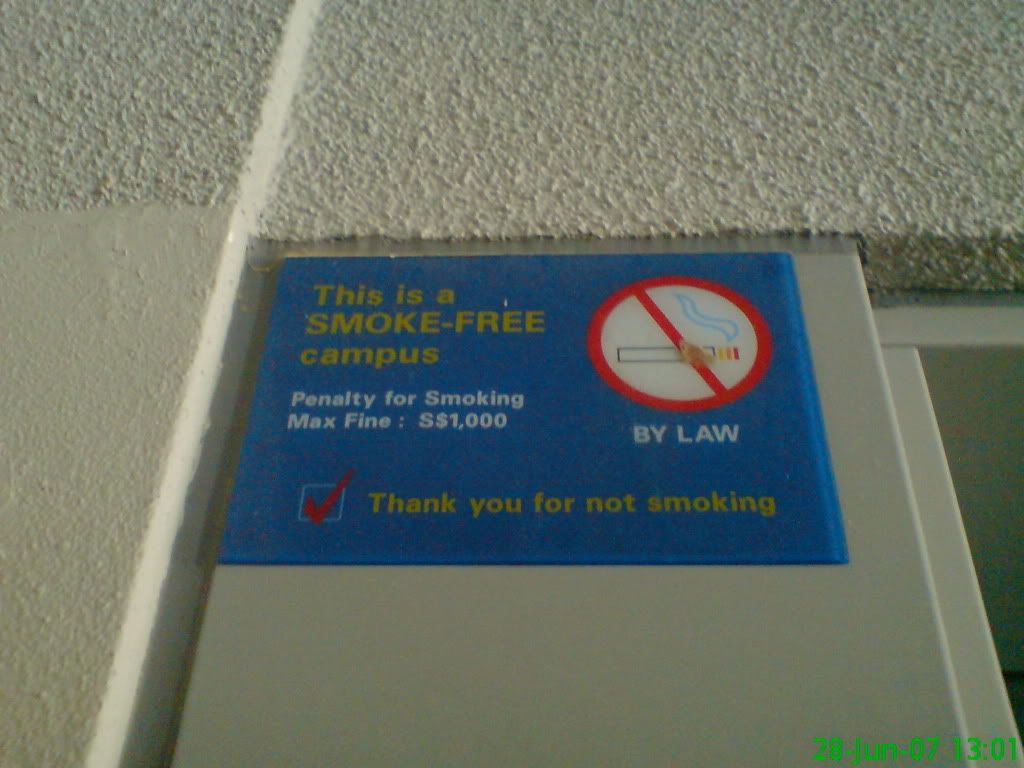 This is a
SMOKE-FREE
campus
Penalty for Smoking
Max Fine : S$1,000
BY LAW
Thank you for not smoking
28-Jun-07 13:01